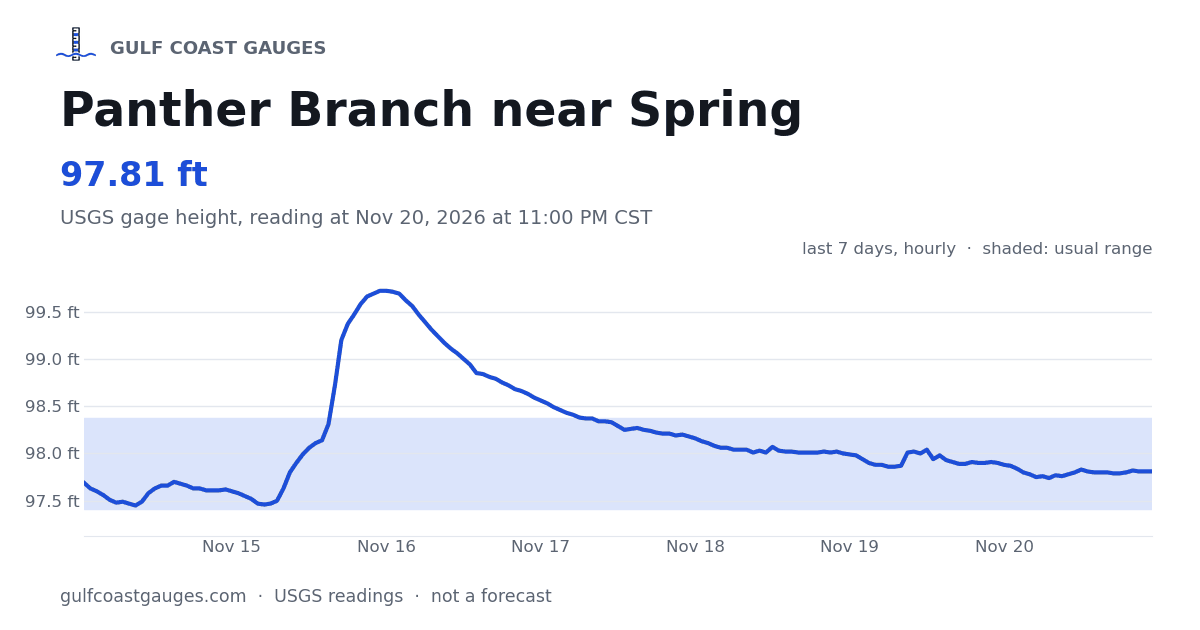 GULF COAST GAUGES
Panther Branch near Spring
97.81 ft
USGS gage height, reading at Nov 20, 2026 at 11:00 PM CST
last 7 days, hourly · shaded: usual range
99.5 ft
99.0 ft
98.5 ft
98.0 ft
97.5 ft
Nov 15 Nov 16 Nov 17 Nov 18 Nov 19 Nov 20
gulfcoastgauges.com · USGS readings · not a forecast